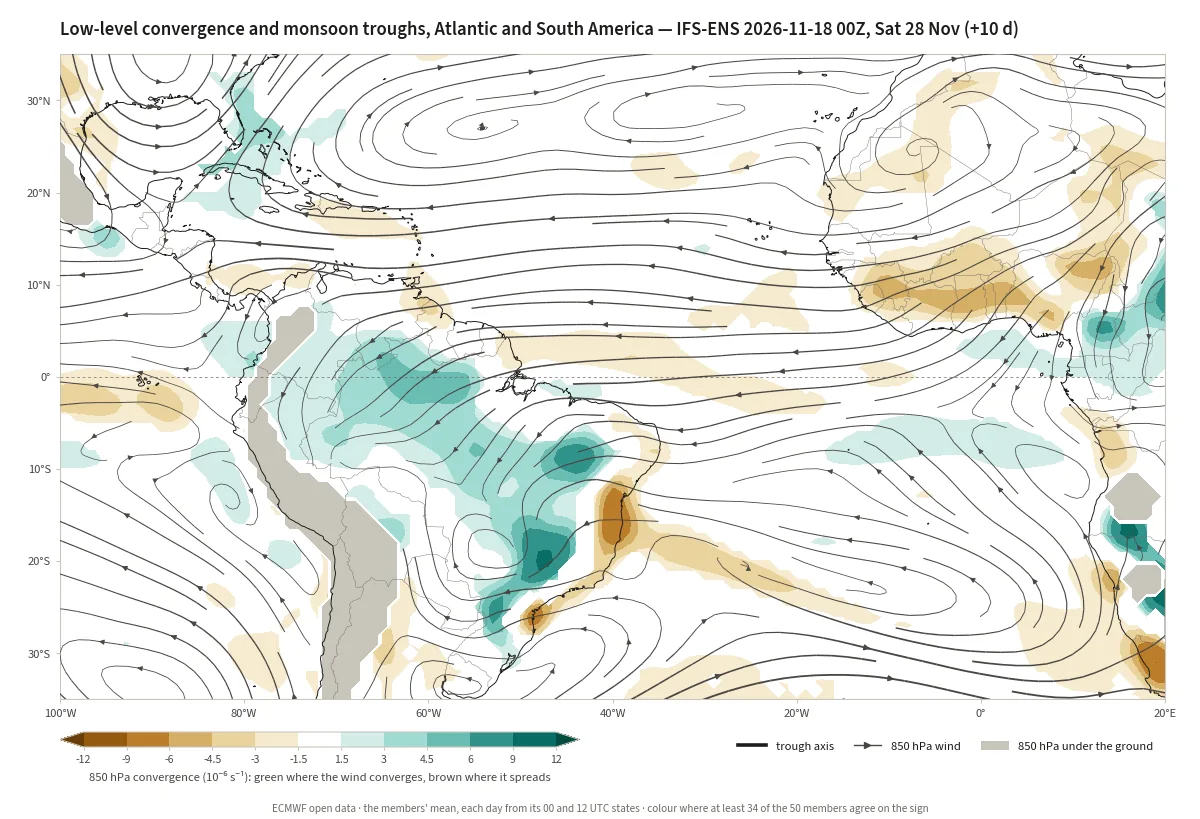 Low-level convergence and monsoon troughs, Atlantic and South America — IFS-ENS 2026-11-18 00Z, Sat 28 Nov (+10 d)
30°N
20°N
10°N
0°
10°S
20°S
30°S
100°W 80°W 60°W 40°W 20°W 0° 20°E
-12 -9 -6 -4.5 -3 -1.5 1.5 3 4.5 6 9 12
850 hPa convergence (10⁻⁶ s⁻¹): green where the wind converges, brown where it spreads
trough axis 850 hPa wind 850 hPa under the ground
ECMWF open data · the members' mean, each day from its 00 and 12 UTC states · colour where at least 34 of the 50 members agree on the sign